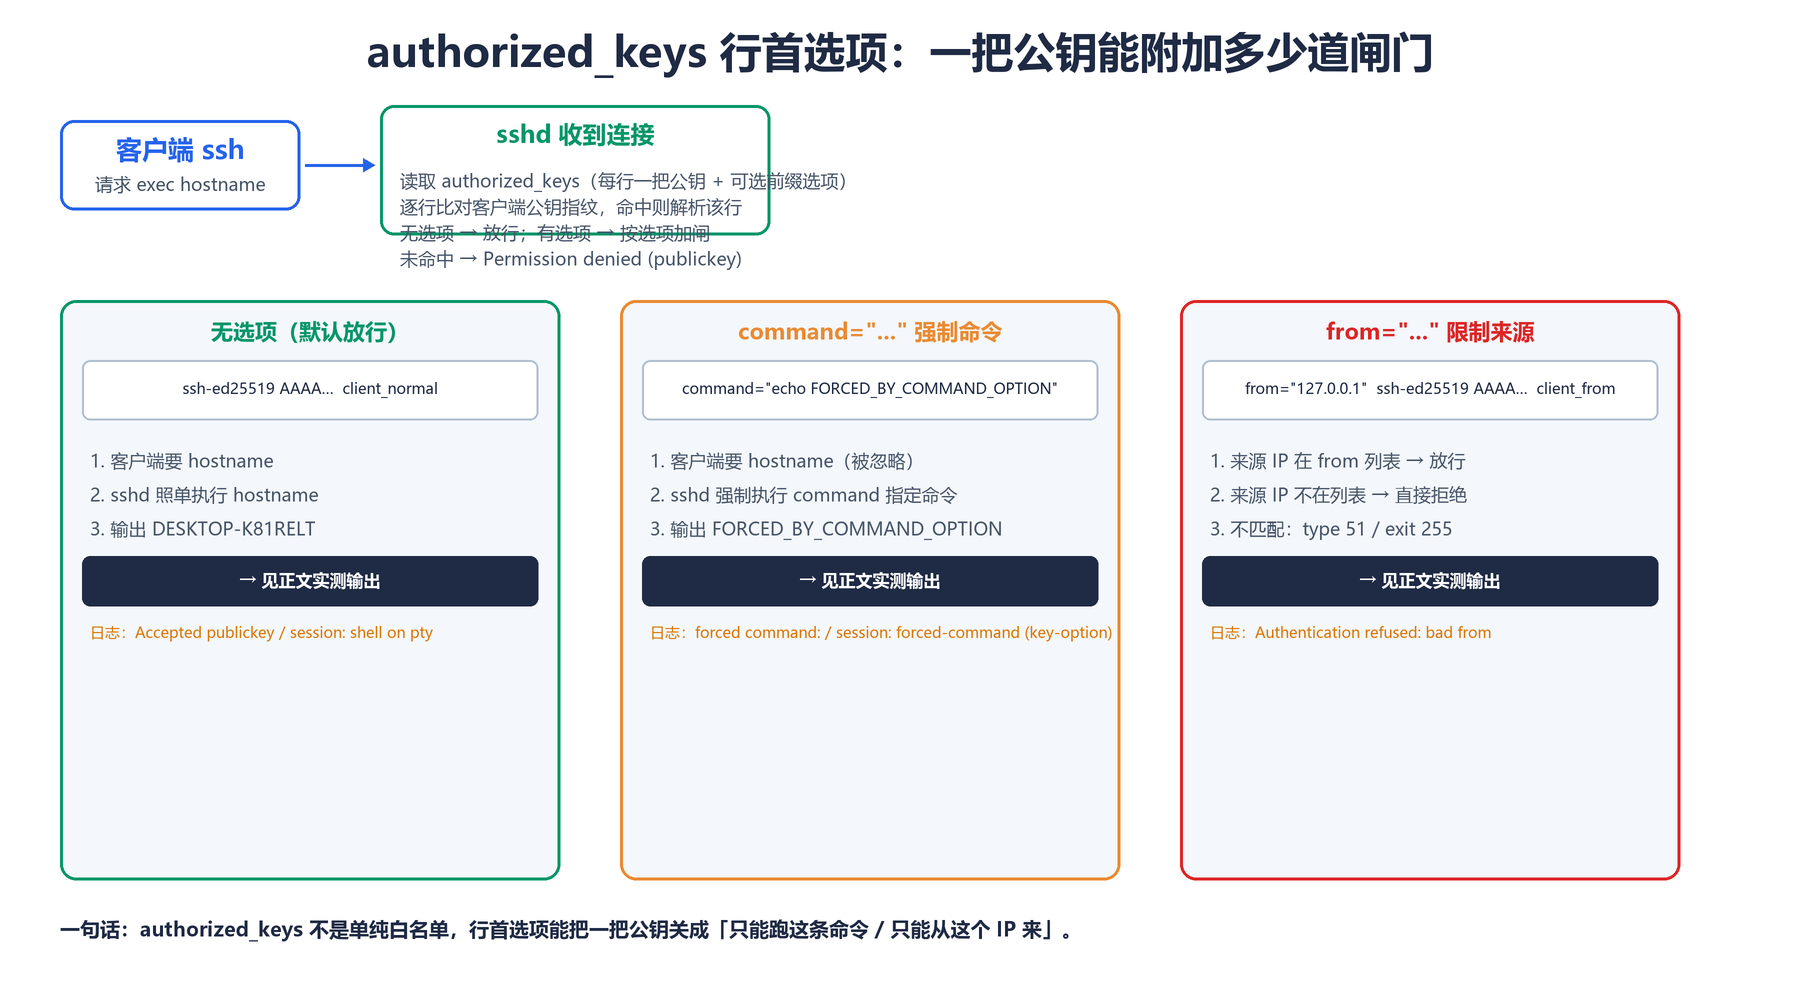 authorized_keys 行首选项：一把公钥能附加多少道闸门
客户端 ssh
请求 exec hostname
sshd 收到连接
读取 authorized_keys（每行一把公钥 + 可选前缀选项）
逐行比对客户端公钥指纹，命中则解析该行
无选项 → 放行；有选项 → 按选项加闸
未命中 → Permission denied (publickey)
无选项（默认放行）
ssh-ed25519 AAAA... client_normal
1. 客户端要 hostname
2. sshd 照单执行 hostname
3. 输出 DESKTOP-K81RELT
→ 见正文实测输出
日志：Accepted publickey / session: shell on pty
command="..." 强制命令
command="echo FORCED_BY_COMMAND_OPTION"
1. 客户端要 hostname（被忽略）
2. sshd 强制执行 command 指定命令
3. 输出 FORCED_BY_COMMAND_OPTION
→ 见正文实测输出
日志：forced command: / session: forced-command (key-option)
from="..." 限制来源
from="127.0.0.1" ssh-ed25519 AAAA... client_from
1. 来源 IP 在 from 列表 → 放行
2. 来源 IP 不在列表 → 直接拒绝
3. 不匹配：type 51 / exit 255
→ 见正文实测输出
日志：Authentication refused: bad from
一句话：authorized_keys 不是单纯白名单，行首选项能把一把公钥关成「只能跑这条命令 / 只能从这个 IP 来」。